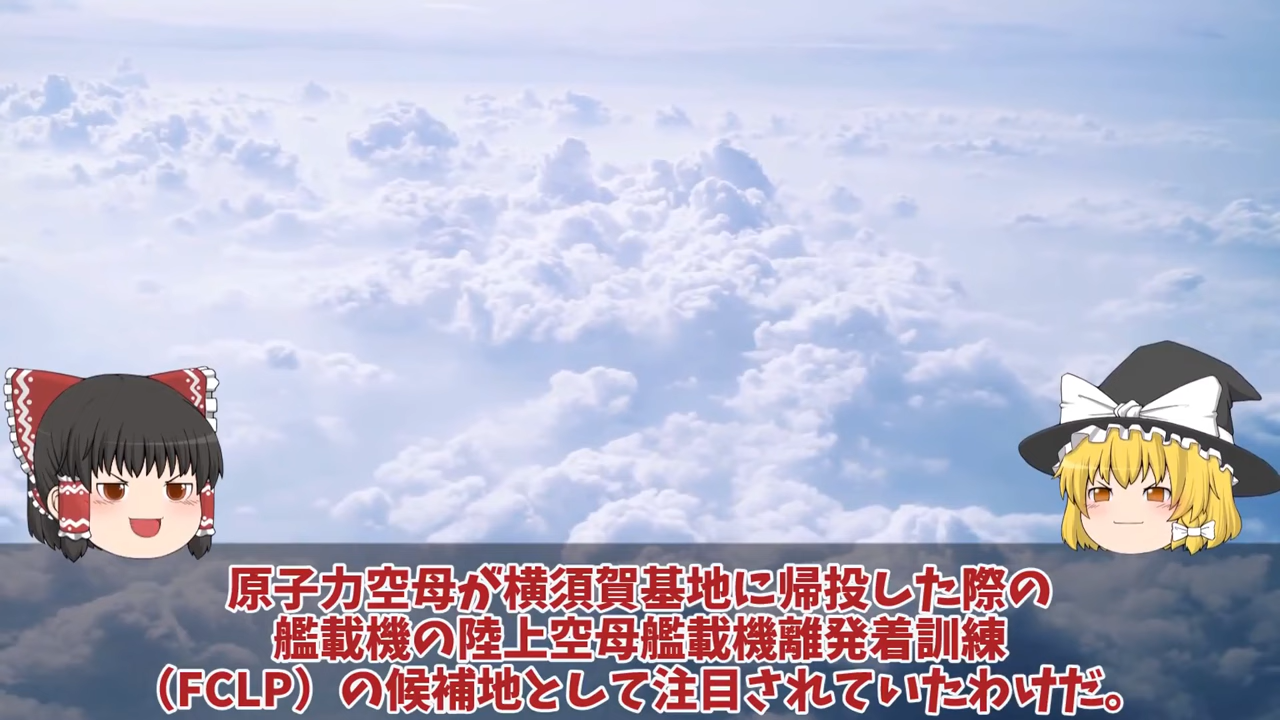 原子力空母が横須賀基地に帰投した際の
艦載機の陸上空母艦載機離発着訓練
（FCLP）の候補地として注目されていたわけだ。